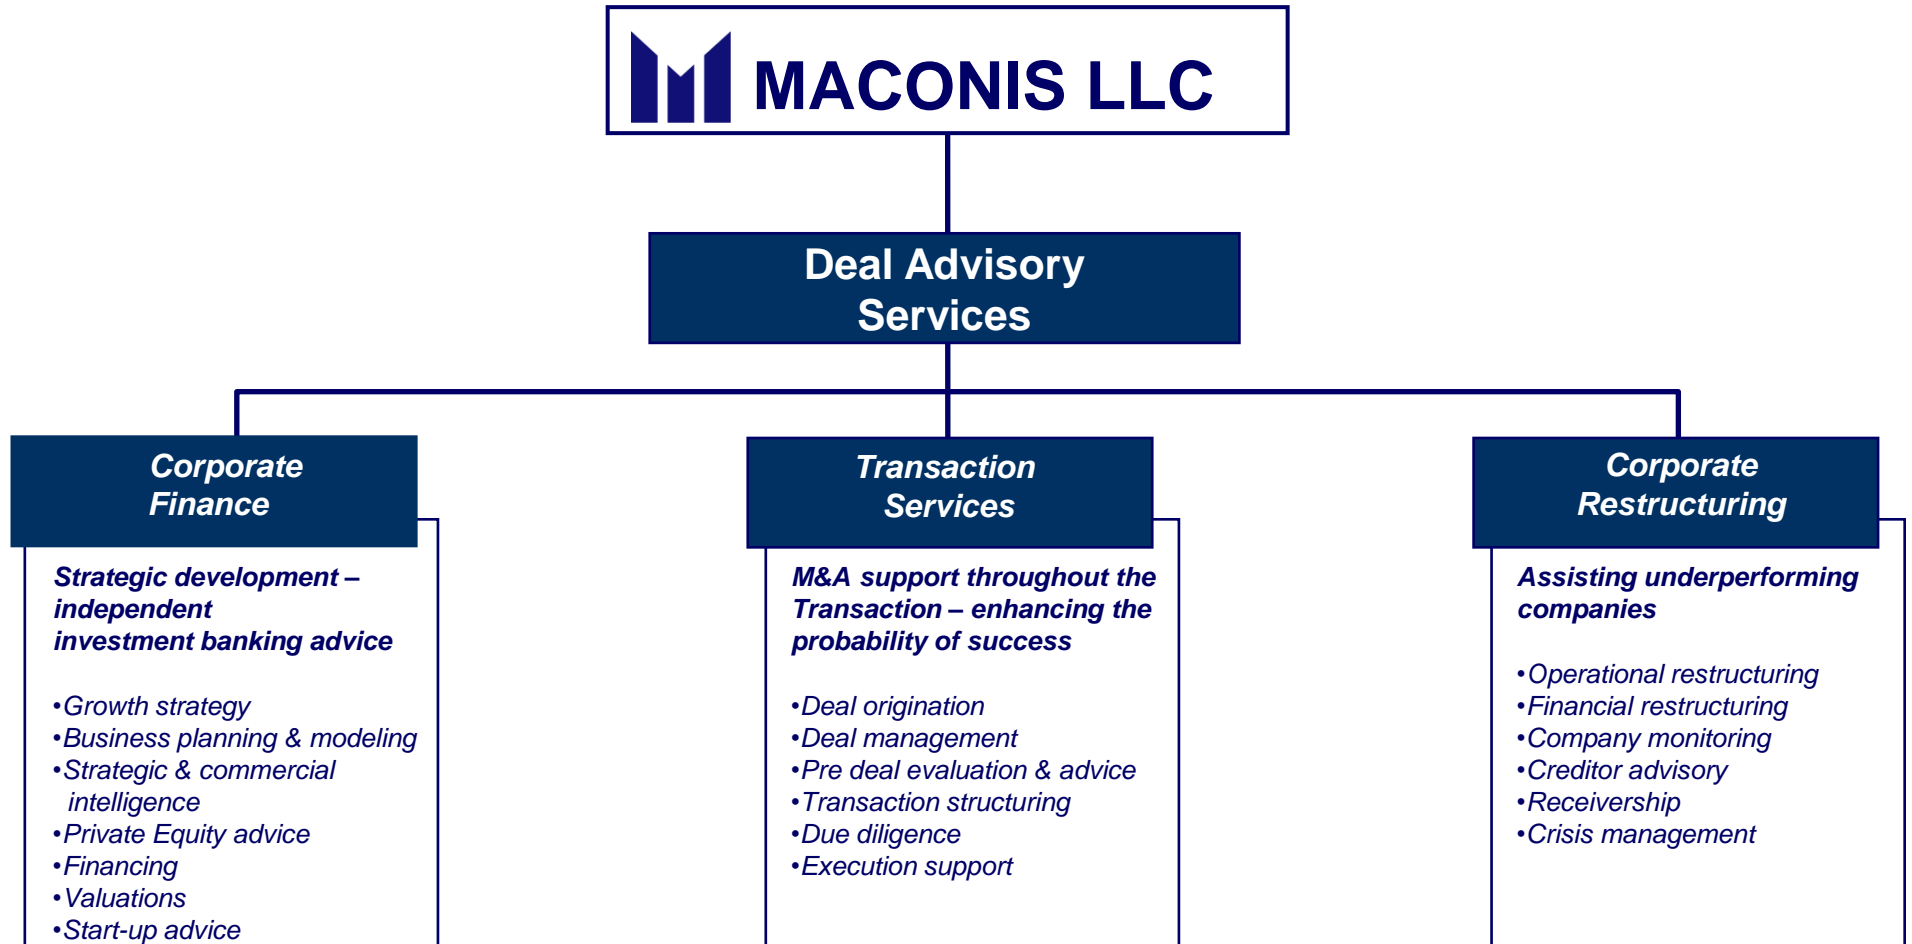 MACONIS LLC
Deal Advisory
Services
Corporate
Finance
Strategic development –
independent
investment banking advice
•Growth strategy
•Business planning & modeling
•Strategic & commercial
intelligence
•Private Equity advice
•Financing
•Valuations
•Start-up advice
Transaction
Services
M&A support throughout the
Transaction – enhancing the
probability of success
•Deal origination
•Deal management
•Pre deal evaluation & advice
•Transaction structuring
•Due diligence
•Execution support
Corporate
Restructuring
Assisting underperforming
companies
•Operational restructuring
•Financial restructuring
•Company monitoring
•Creditor advisory
•Receivership
•Crisis management